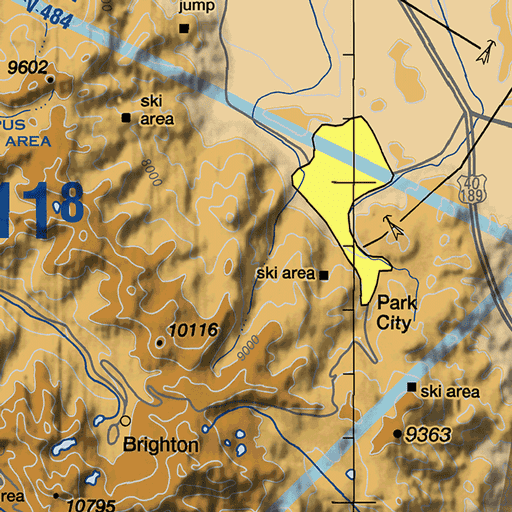 jump
V-484
9602
ski
area
PUS
AREA
8000
118
40
189
ski area
Park
City
10116
9000
ski area
Brighton
9363
rea
10795